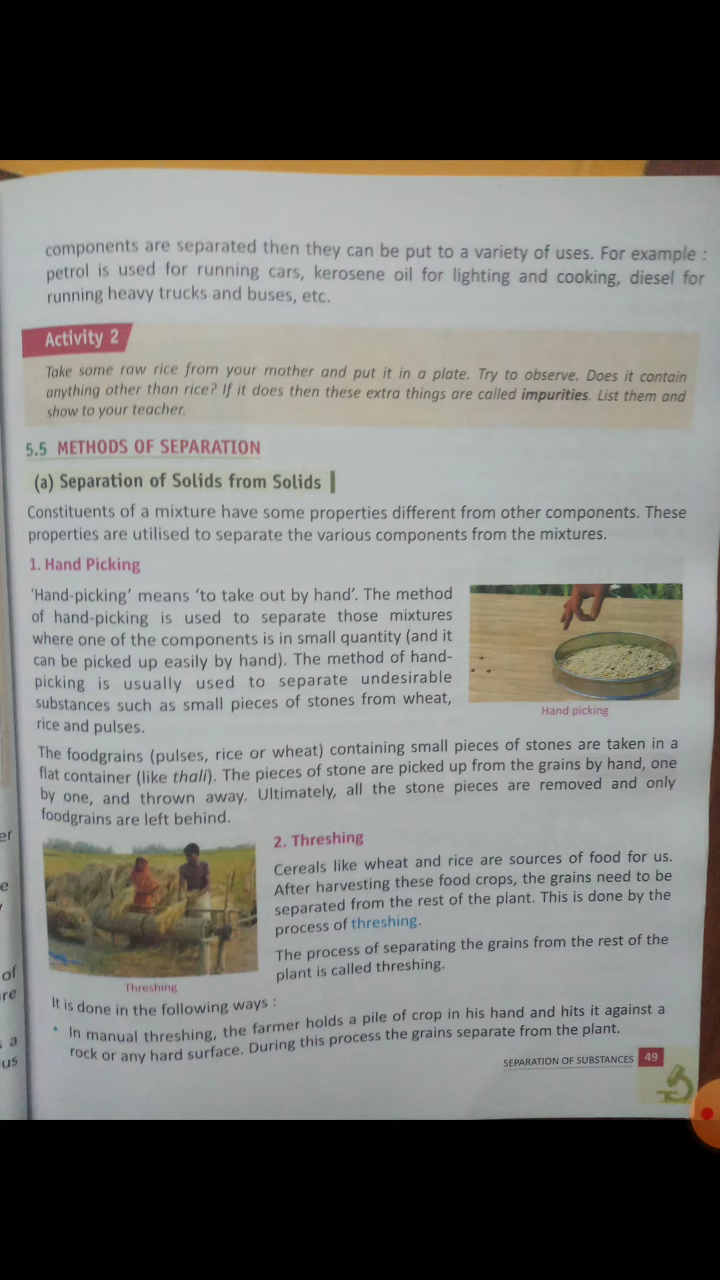 components are separated then they can be put to a variety of uses. For example :
petrol is used for running cars, kerosene oil for lighting and cooking, diesel for
running heavy trucks and buses, etc.
Activity 2
Take some raw rice from your mother and put it in a plate. Try to observe. Does it contain
anything other than rice? If it does then these extra things are called impurities. List them and
show to your teacher.
5.5 METHODS OF SEPARATION
(a) Separation of Solids from Solids
Constituents of a mixture have some properties different from other components. These
properties are utilised to separate the various components from the mixtures.
1. Hand Picking
'Hand-picking' means 'to take out by hand'. The method
of hand-picking is used to separate those mixtures
where one of the components is in small quantity (and it
can be picked up easily by hand). The method of hand-
picking is usually used to separate undesirable
substances such as small pieces of stones from wheat,
rice and pulses.
Hand picking
The foodgrains (pulses, rice or wheat) containing small pieces of stones are taken in a
flat container (like thali). The pieces of stone are picked up from the grains by hand, one
by one, and thrown away. Ultimately, all the stone pieces are removed and only
foodgrains are left behind.
2. Threshing
Cereals like wheat and rice are sources of food for us.
After harvesting these food crops, the grains need to be
separated from the rest of the plant. This is done by the
process of threshing.
The process of separating the grains from the rest of the
plant is called threshing.
Threshing
It is done in the following ways :
• In manual threshing, the farmer holds a pile of crop in his hand and hits it against a
rock or any hard surface. During this process the grains separate from the plant.
SEPARATION OF SUBSTANCES 49
er
e
of
re
a
us